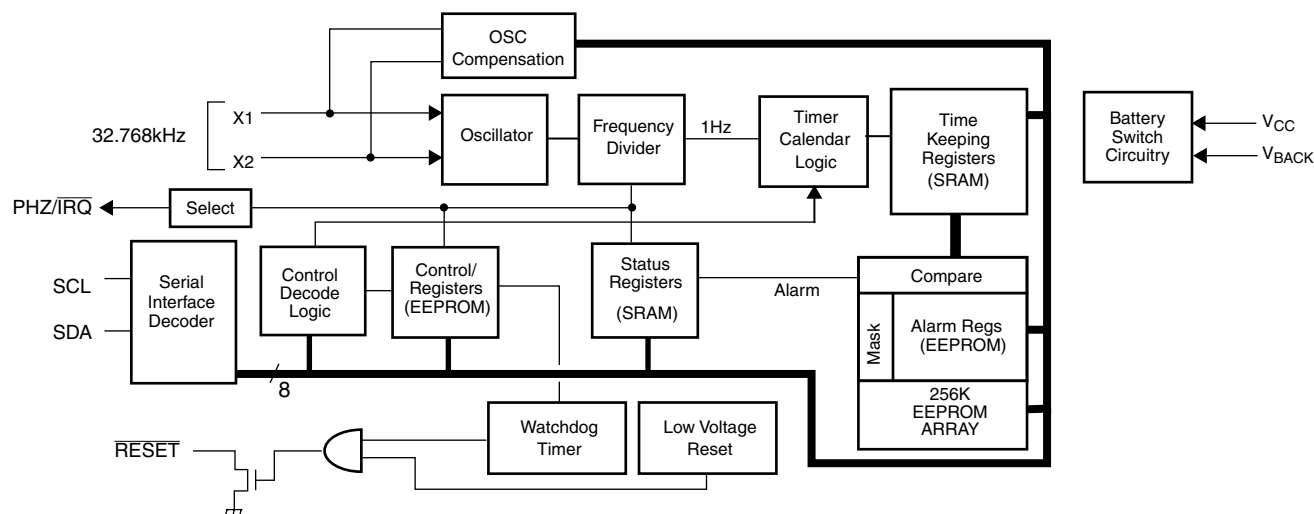 OSC
Compensation
32.768kHz
X1
X2
Oscillator
Frequency
Divider
1Hz
Timer
Calendar
Logic
Time
Keeping
Registers
(SRAM)
Battery
Switch
Circuitry
VCC
VBACK
PHZ/IRQ
Select
SCL
SDA
Serial
Interface
Decoder
Control
Decode
Logic
Control/
Registers
(EEPROM)
Status
Registers
(SRAM)
Alarm
Compare
Mask
Alarm Regs
(EEPROM)
256K
EEPROM
ARRAY
8
Watchdog
Timer
Low Voltage
Reset
RESET